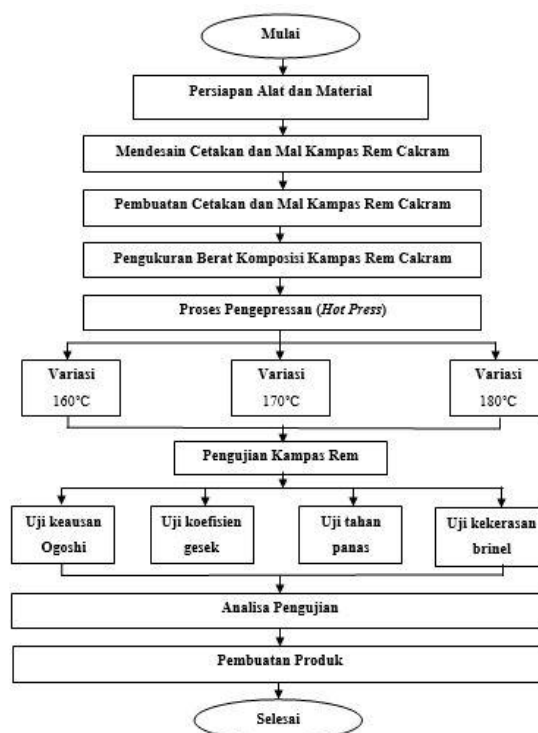 Mulai
Persiapan Alat dan Material
Mendesain Cetakan dan Mal Kampas Rem Cakram
Pembuatan Cetakan dan Mal Kampas Rem Cakram
Pengukuran Berat Komposisi Kampas Rem Cakram
Proses Pengepressan (Hot Press)
Variasi
160°C
Variasi
170°C
Variasi
180°C
Pengujian Kampas Rem
Uji keausan
Ogoshi
Uji koefisien
gesek
Uji tahan
panas
Uji kekerasan
brinel
Analisa Pengujian
Pembuatan Produk
Selesai